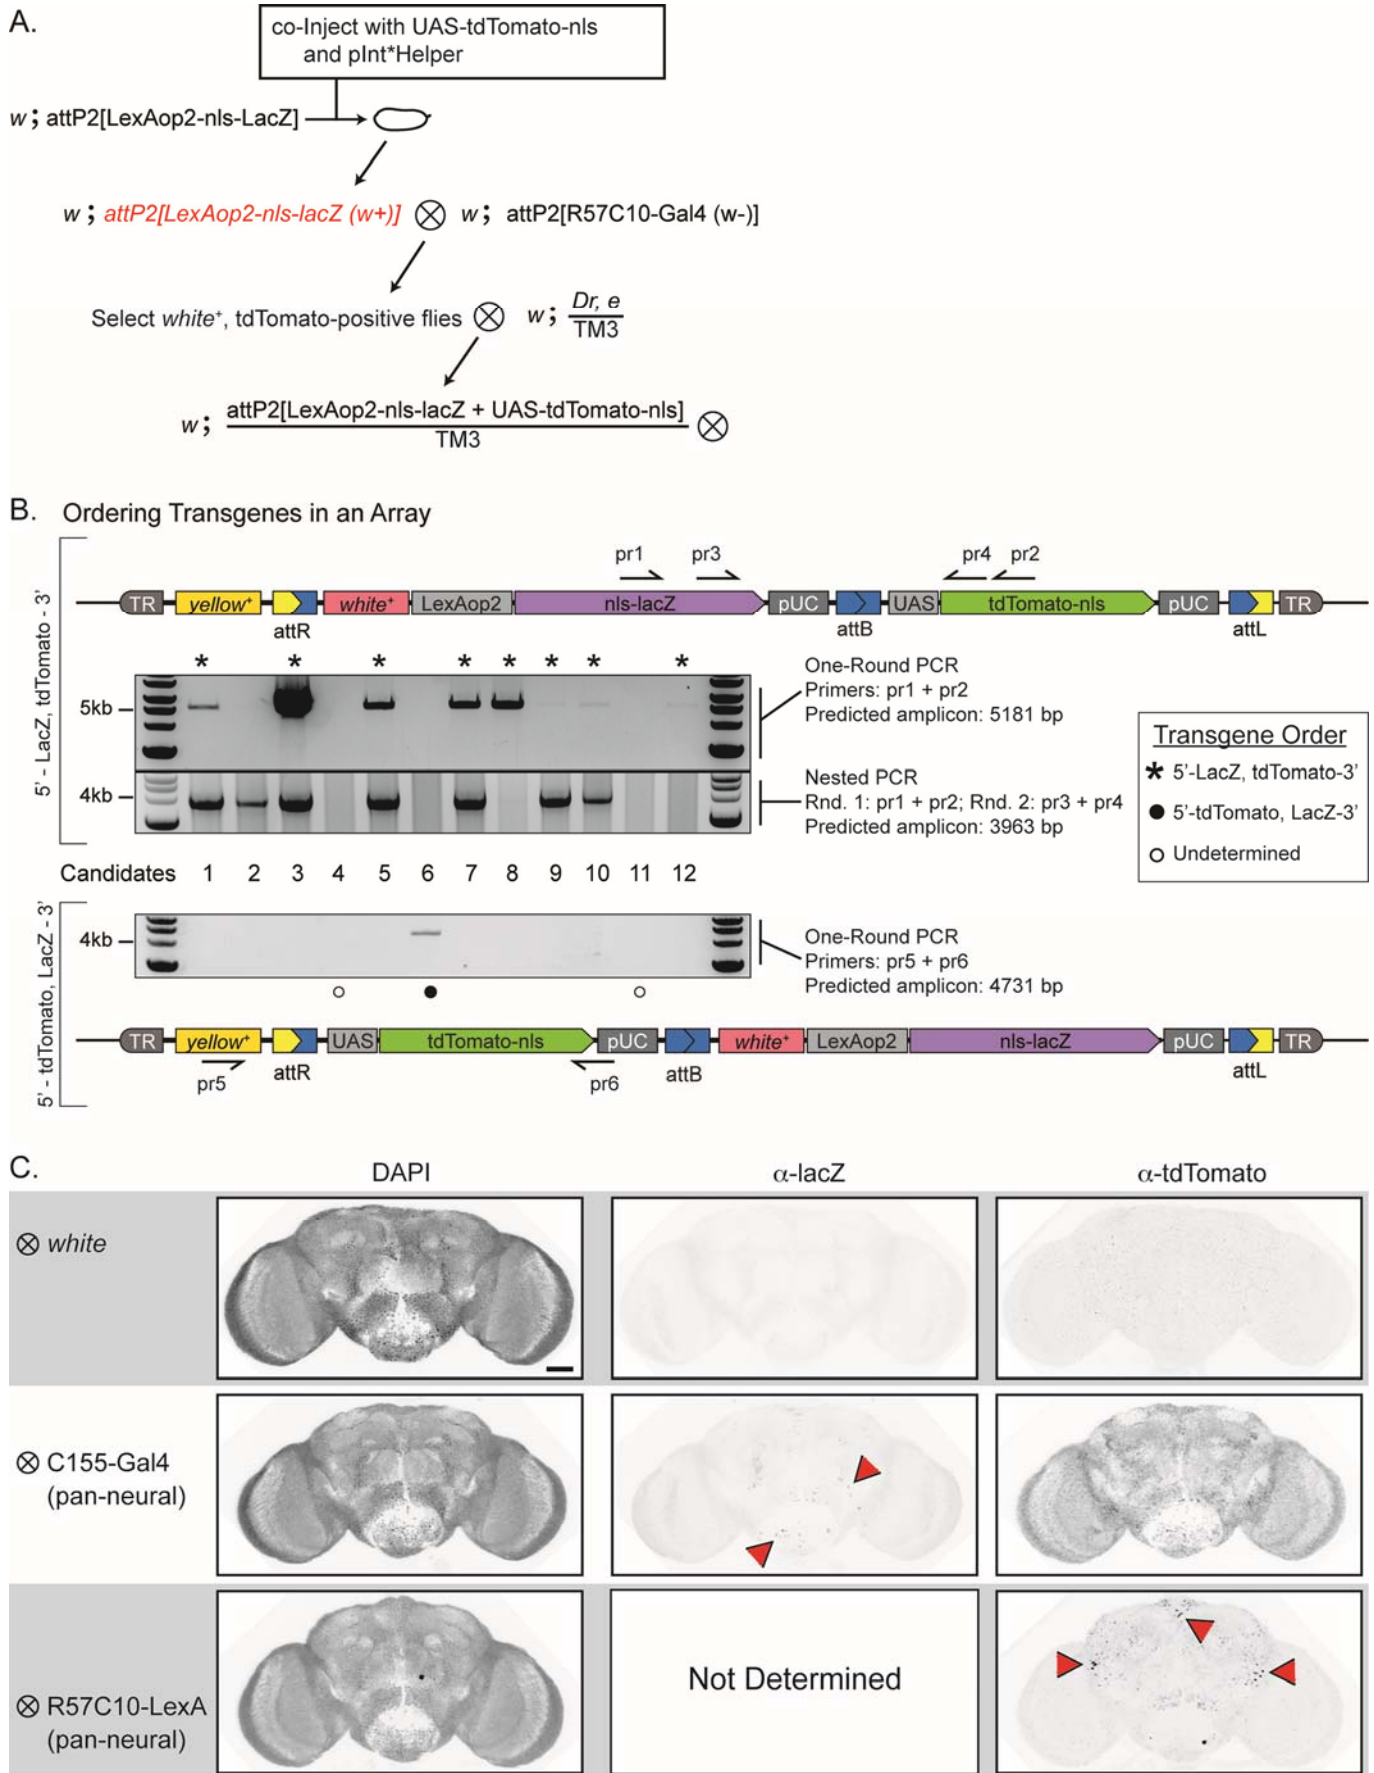 A.
co-Inject with UAS-tdTomato-nls
and pInt*Helper
w ; attP2[LexAop2-nls-LacZ]
w ; attP2[LexAop2-nls-lacZ (w+)] w ; attP2[R57C10-Gal4 (w-)]
Select white⁺, tdTomato-positive flies w ; Dr, e
TM3
w ; attP2[LexAop2-nls-lacZ + UAS-tdTomato-nls]
TM3
B. Ordering Transgenes in an Array
5' - LacZ, tdTomato - 3'
pr1 pr3 pr4 pr2
TR yellow⁺ white⁺ LexAop2 nls-lacZ pUC UAS tdTomato-nls pUC TR
attR attB attL
* * * * * * * *
5kb
One-Round PCR
Primers: pr1 + pr2
Predicted amplicon: 5181 bp
4kb
Nested PCR
Rnd. 1: pr1 + pr2; Rnd. 2: pr3 + pr4
Predicted amplicon: 3963 bp
Transgene Order
* 5'-LacZ, tdTomato-3'
● 5'-tdTomato, LacZ-3'
○ Undetermined
Candidates 1 2 3 4 5 6 7 8 9 10 11 12
5' - tdTomato, LacZ - 3'
4kb
One-Round PCR
Primers: pr5 + pr6
Predicted amplicon: 4731 bp
TR yellow⁺ UAS tdTomato-nls pUC white⁺ LexAop2 nls-lacZ pUC TR
pr5 attR pr6 attB attL
C.
DAPI α-lacZ α-tdTomato
⊗ white
⊗ C155-Gal4
(pan-neural)
⊗ R57C10-LexA
(pan-neural)
Not Determined